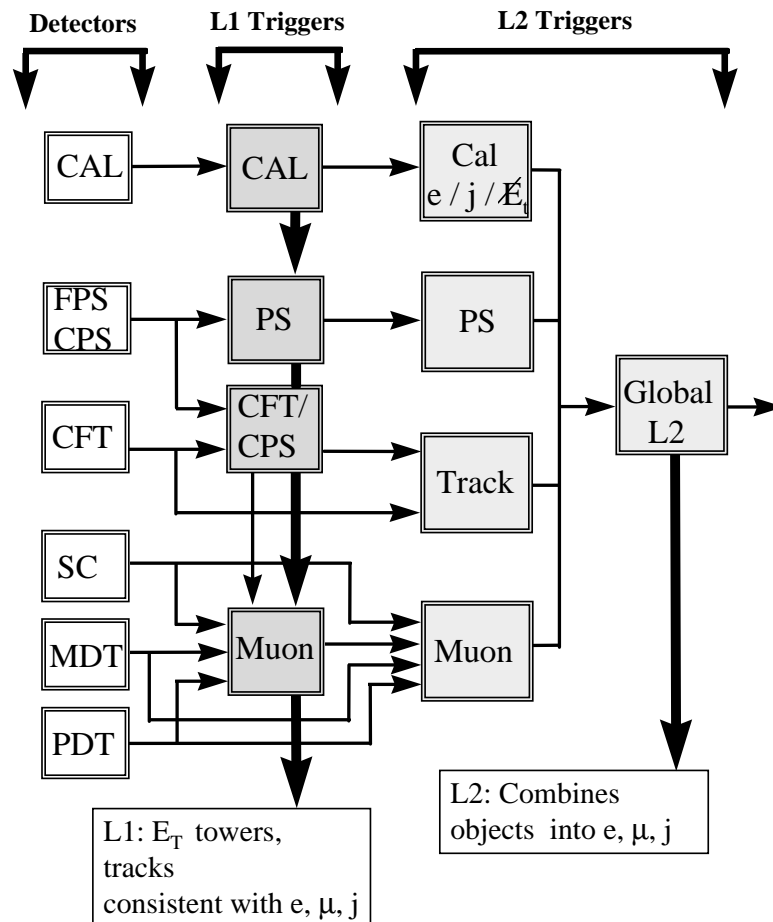 Detectors
L1 Triggers
L2 Triggers
CAL
CAL
Cal
e / j / E̸t
FPS
CPS
PS
PS
CFT/
CPS
CFT
Track
Global
L2
SC
MDT
PDT
Muon
Muon
L1: ET towers,
tracks
consistent with e, μ, j
L2: Combines
objects into e, μ, j